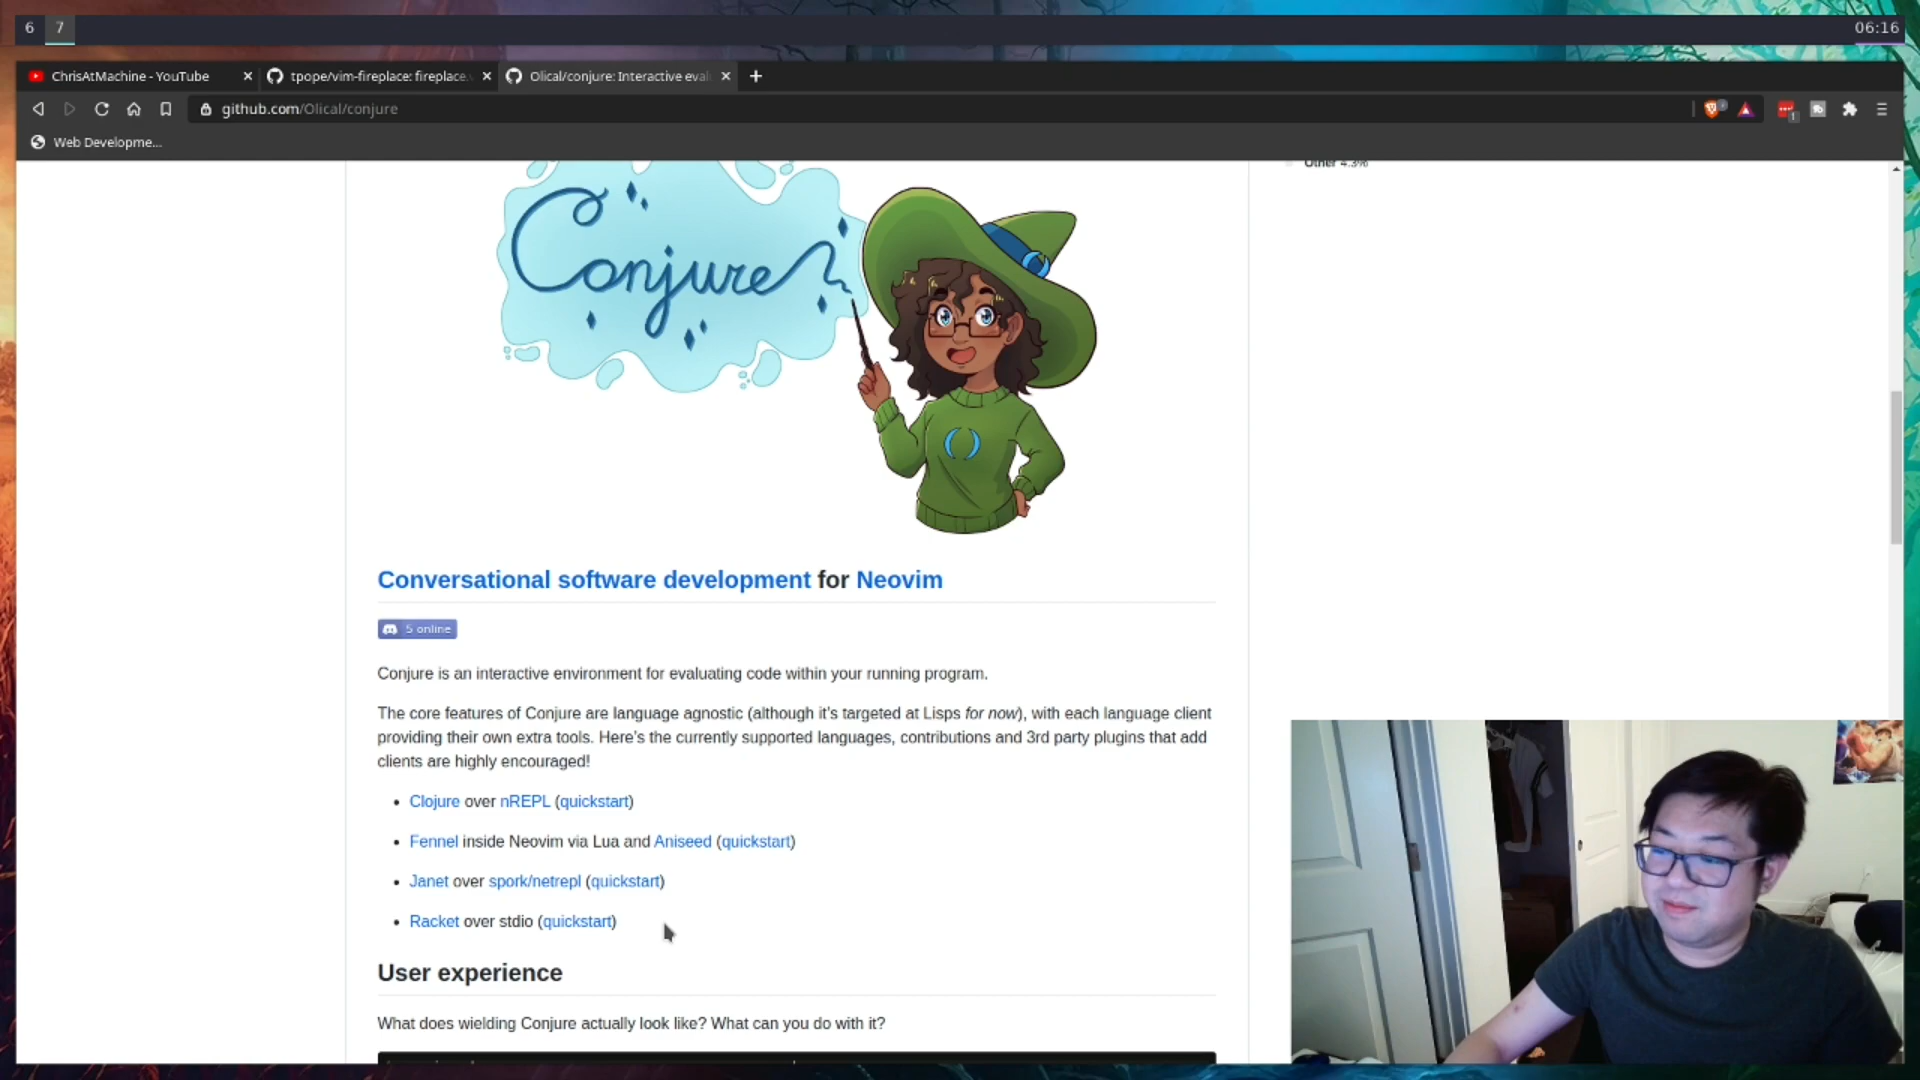 6 7 06:16
ChrisAtMachine - YouTube tpope/vim-fireplace: fireplace. Olical/conjure: Interactive eval
github.com/Olical/conjure
Web Developme...
Other 4.3%
Conjure
Conversational software development for Neovim
5 online
Conjure is an interactive environment for evaluating code within your running program.
The core features of Conjure are language agnostic (although it's targeted at Lisps for now), with each language client
providing their own extra tools. Here's the currently supported languages, contributions and 3rd party plugins that add
clients are highly encouraged!
• Clojure over nREPL (quickstart)
• Fennel inside Neovim via Lua and Aniseed (quickstart)
• Janet over spork/netrepl (quickstart)
• Racket over stdio (quickstart)
User experience
What does wielding Conjure actually look like? What can you do with it?